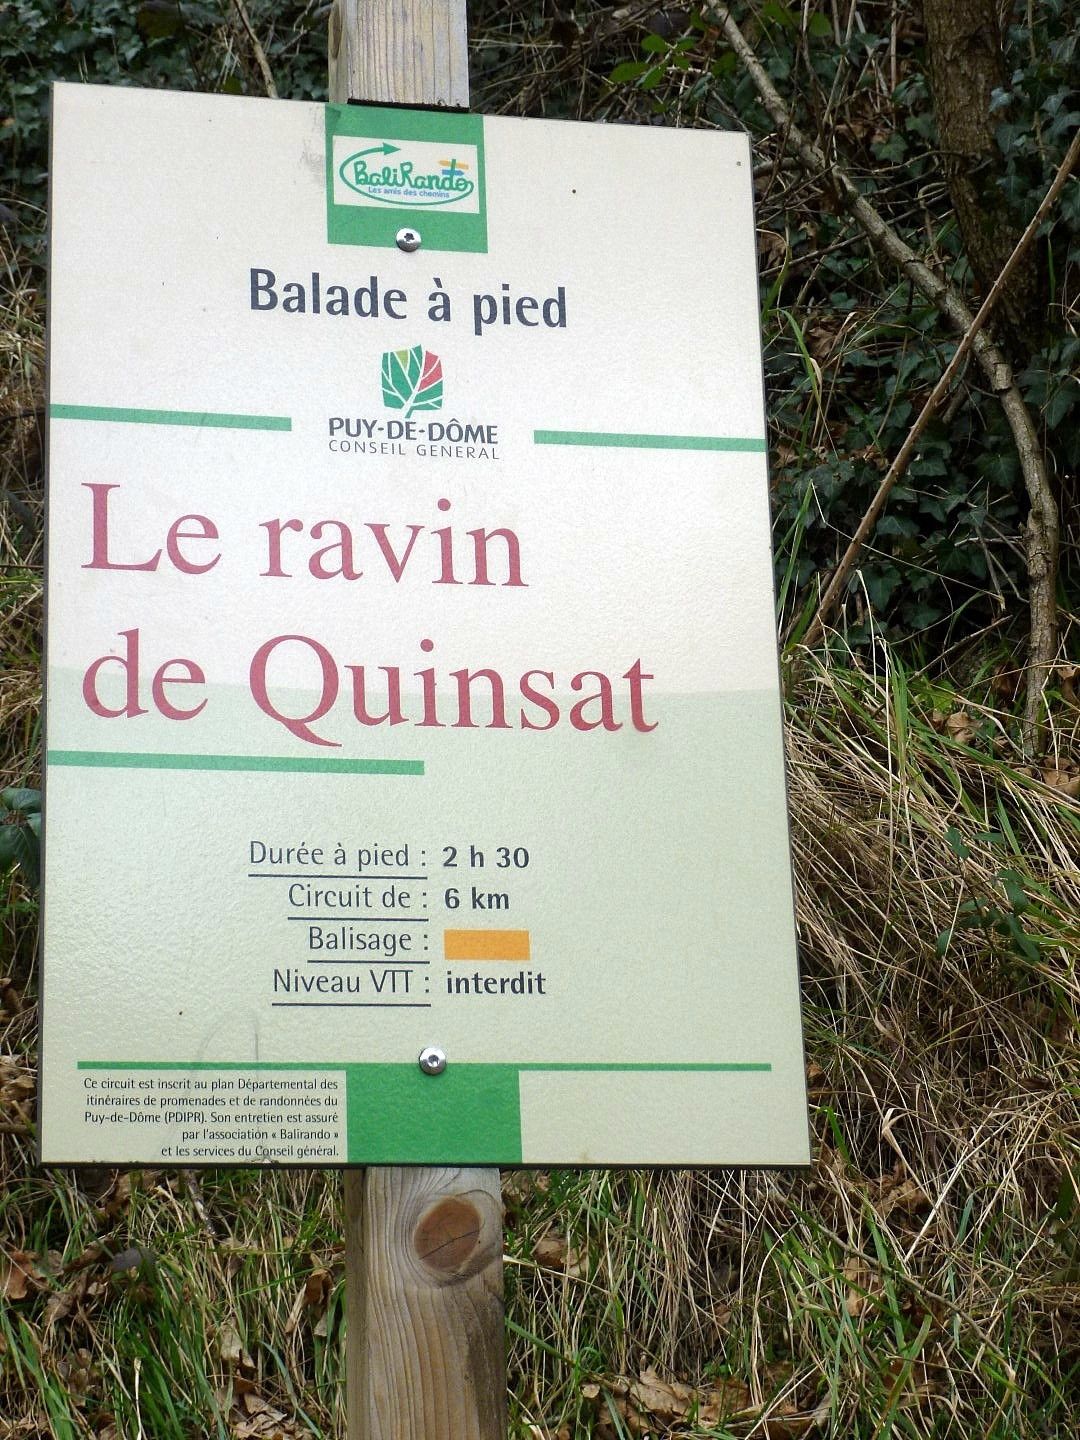 BaliRando
Les amis des chemins
Balade à pied
PUY-DE-DÔME
CONSEIL GENERAL
Le ravin
de Quinsat
Durée à pied : 2 h 30
Circuit de : 6 km
Balisage :
Niveau VTT : interdit
Ce circuit est inscrit au plan Départemental des
itinéraires de promenades et de randonnées du
Puy-de-Dôme (PDIPR). Son entretien est assuré
par l'association « Balirando »
et les services du Conseil général.